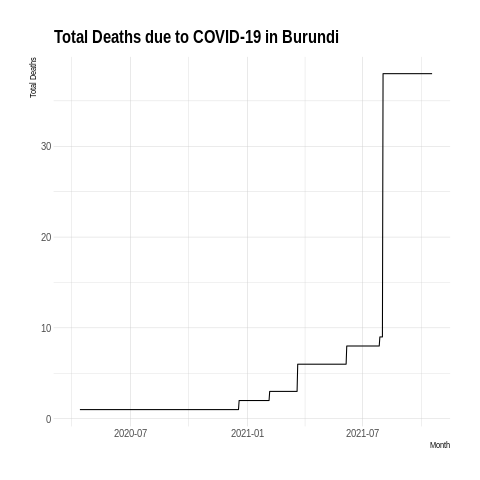 Total Deaths due to COVID-19 in Burundi
Total Deaths
30
20
10
0
2020-07
2021-01
2021-07
Month